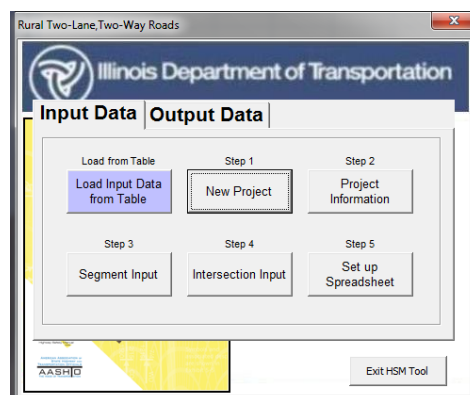 Rural Two-Lane,Two-Way Roads
Illinois Department of Transportation
Input Data
Output Data
Load from Table
Step 1
Step 2
Load Input Data
from Table
New Project
Project
Information
Step 3
Step 4
Step 5
Segment Input
Intersection Input
Set up
Spreadsheet
AASHO
Exit HSM Tool